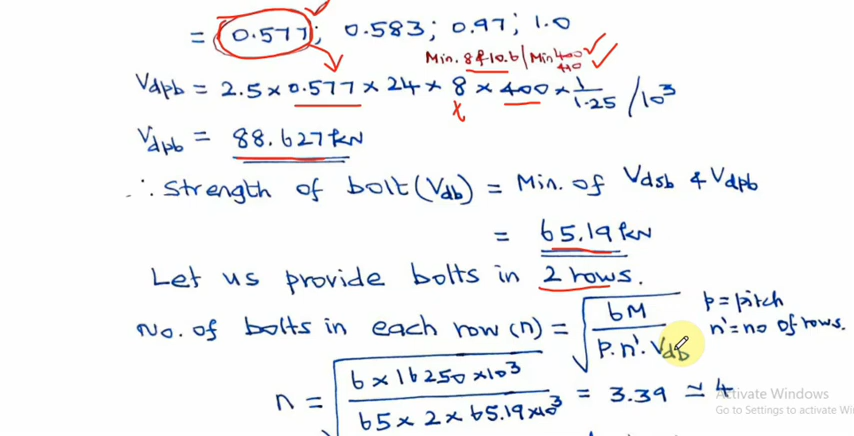 = 0.577; 0.583; 0.97; 1.0
Min. 8 & 10.6 / Min 400 410
Vdpb = 2.5 × 0.577 × 24 × 8 × 400 × 1/1.25 / 10³
t
Vdpb = 88.627 kN
∴ Strength of bolt (Vdb) = Min. of Vdsb & Vdpb
= 65.19 kN
Let us provide bolts in 2 rows.
No. of bolts in each row (n) = √(6M / P.n'.Vdb)
p = pitch
n' = no of rows.
n = √(6 × 16250 × 10³ / 65 × 2 × 65.19 × 10³) = 3.39 ≃ 4
Activate Windows
Go to Settings to activate Wi